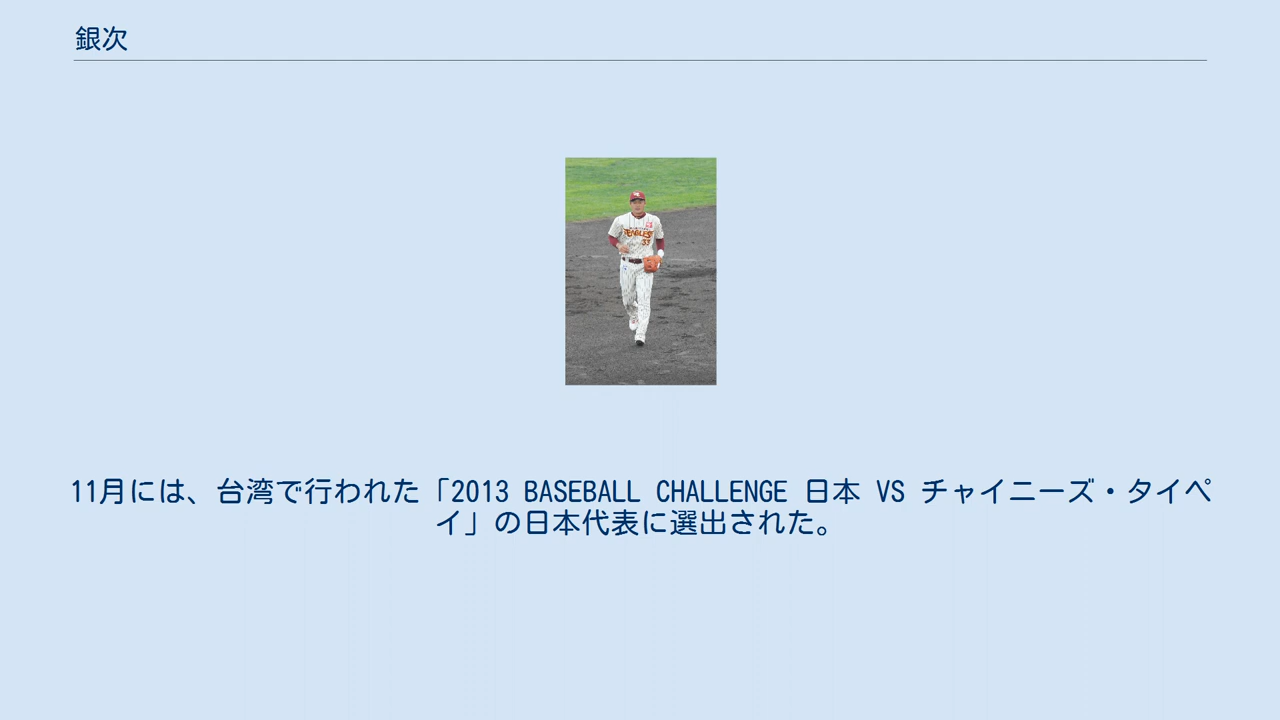 銀次
EAGLES
33
11月には、台湾で行われた「2013 BASEBALL CHALLENGE 日本 VS チャイニーズ・タイペ
イ」の日本代表に選出された。